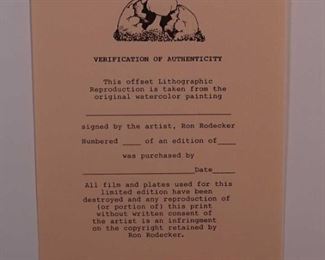 VERIFICATION OF AUTHENTICITY
This offset Lithographic
Reproduction is taken from the
original watercolor painting
signed by the artist, Ron Rodecker
Numbered ____ of an edition of____
was purchased by
____________________Date_____
All film and plates used for this
limited edition have been
destroyed and any reproduction of
(or portion of) this print
without written consent of
the artist is an infringment
on the copyright retained by
Ron Rodecker.